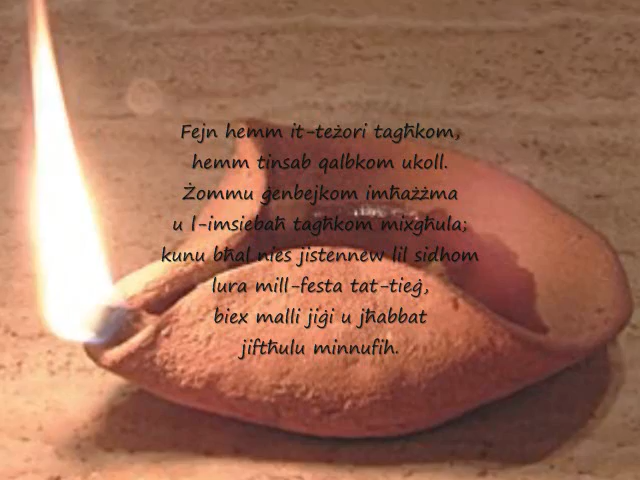 Fejn hemm it-teżori tagħkom,
hemm tinsab qalbkom ukoll.
Żommu ġenbejkom imħażżma
u l-imsiebaħ tagħkom mixgħula;
kunu bħal nies jistennew lil sidhom
lura mill-festa tat-tieġ,
biex malli jiġi u jħabbat
jiftħulu minnufih.